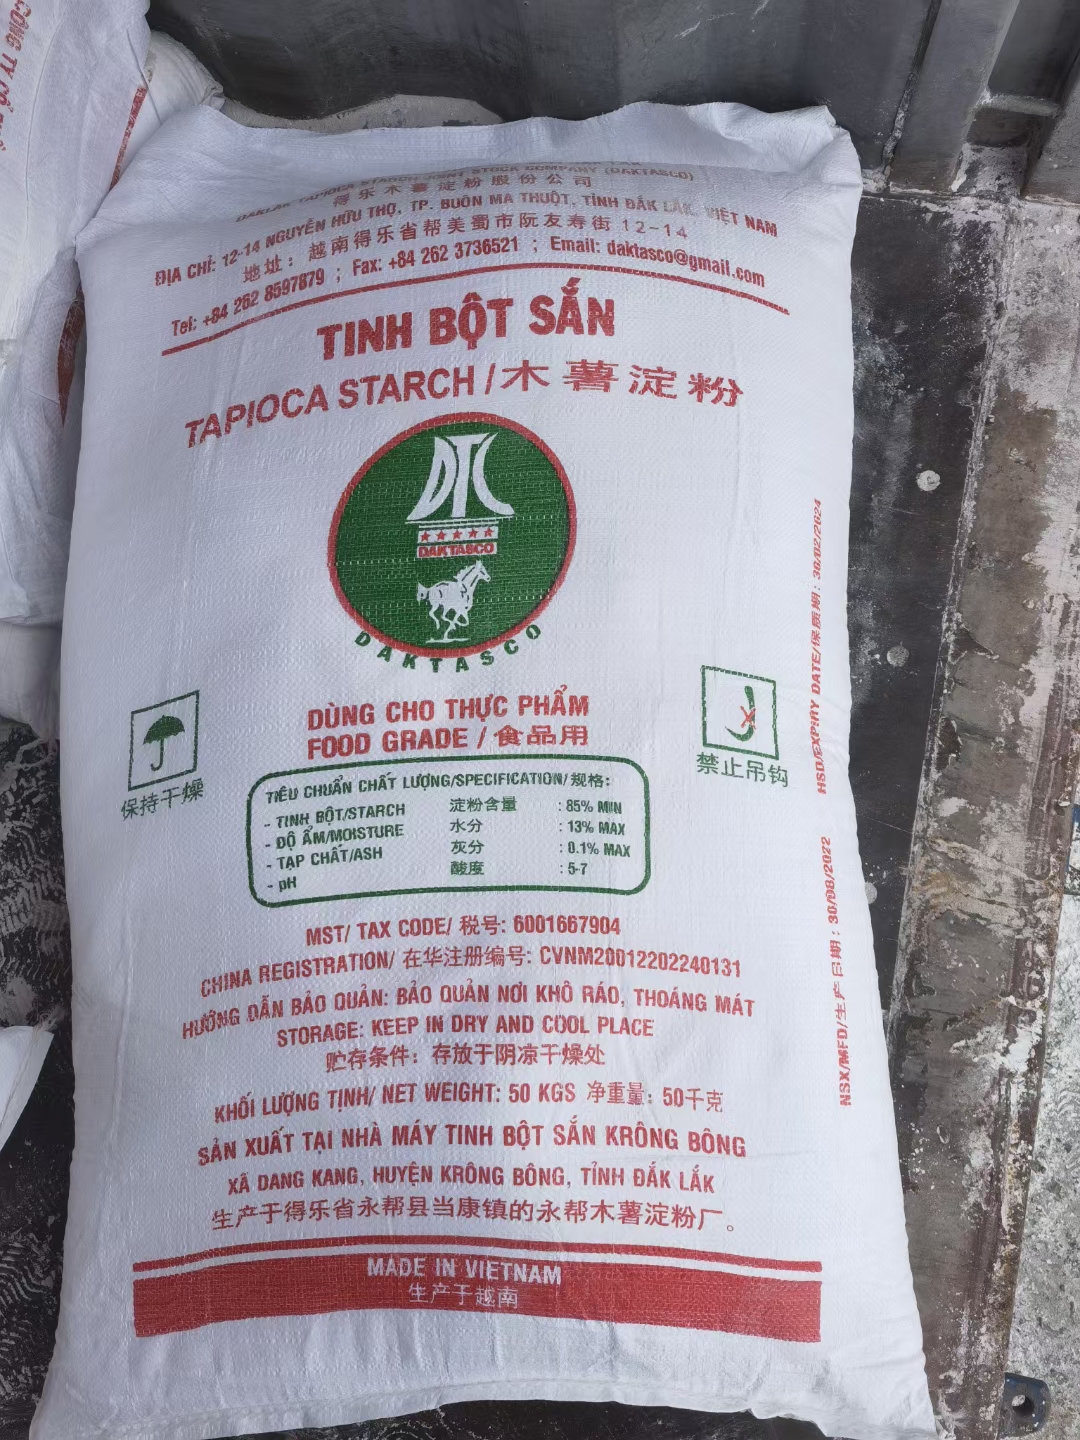 CÔNG TY CỔ
DAKLAK TAPIOCA STARCH JOINT STOCK COMPANY (DAKTASCO)
得乐木薯淀粉股份公司
ĐỊA CHỈ: 12-14 NGUYỄN HỮU THỌ, TP. BUÔN MA THUỘT, TỈNH ĐẮK LẮK, VIỆT NAM
地址: 越南得乐省帮美蜀市阮友寿街 12-14
Tel: +84 262 8597879 ; Fax: +84 262 3736521 ; Email: daktasco@gmail.com
TINH BỘT SẮN
TAPIOCA STARCH / 木薯淀粉
DTC
DAKTASCO
DAKTASCO
DÙNG CHO THỰC PHẨM
FOOD GRADE / 食品用
保持干燥
禁止吊钩
TIÊU CHUẨN CHẤT LƯỢNG/SPECIFICATION/规格:
- TINH BỘT/STARCH 淀粉含量 : 85% MIN
- ĐỘ ẨM/MOISTURE 水分 : 13% MAX
- TẠP CHẤT/ASH 灰分 : 0.1% MAX
- pH 酸度 : 5-7
MST/ TAX CODE/ 税号: 6001667904
CHINA REGISTRATION/ 在华注册编号: CVNM20012202240131
HƯỚNG DẪN BẢO QUẢN: BẢO QUẢN NƠI KHÔ RÁO, THOÁNG MÁT
STORAGE: KEEP IN DRY AND COOL PLACE
贮存条件: 存放于阴凉干燥处
KHỐI LƯỢNG TỊNH/ NET WEIGHT: 50 KGS 净重量: 50千克
SẢN XUẤT TẠI NHÀ MÁY TINH BỘT SẮN KRÔNG BÔNG
XÃ DANG KANG, HUYỆN KRÔNG BÔNG, TỈNH ĐẮK LẮK
生产于得乐省永帮县当康镇的永帮木薯淀粉厂。
MADE IN VIETNAM
生产于越南
NSX/MFD/生产日期: 30/08/2022
HSD/EXPIRY DATE/保质期: 30/02/2024